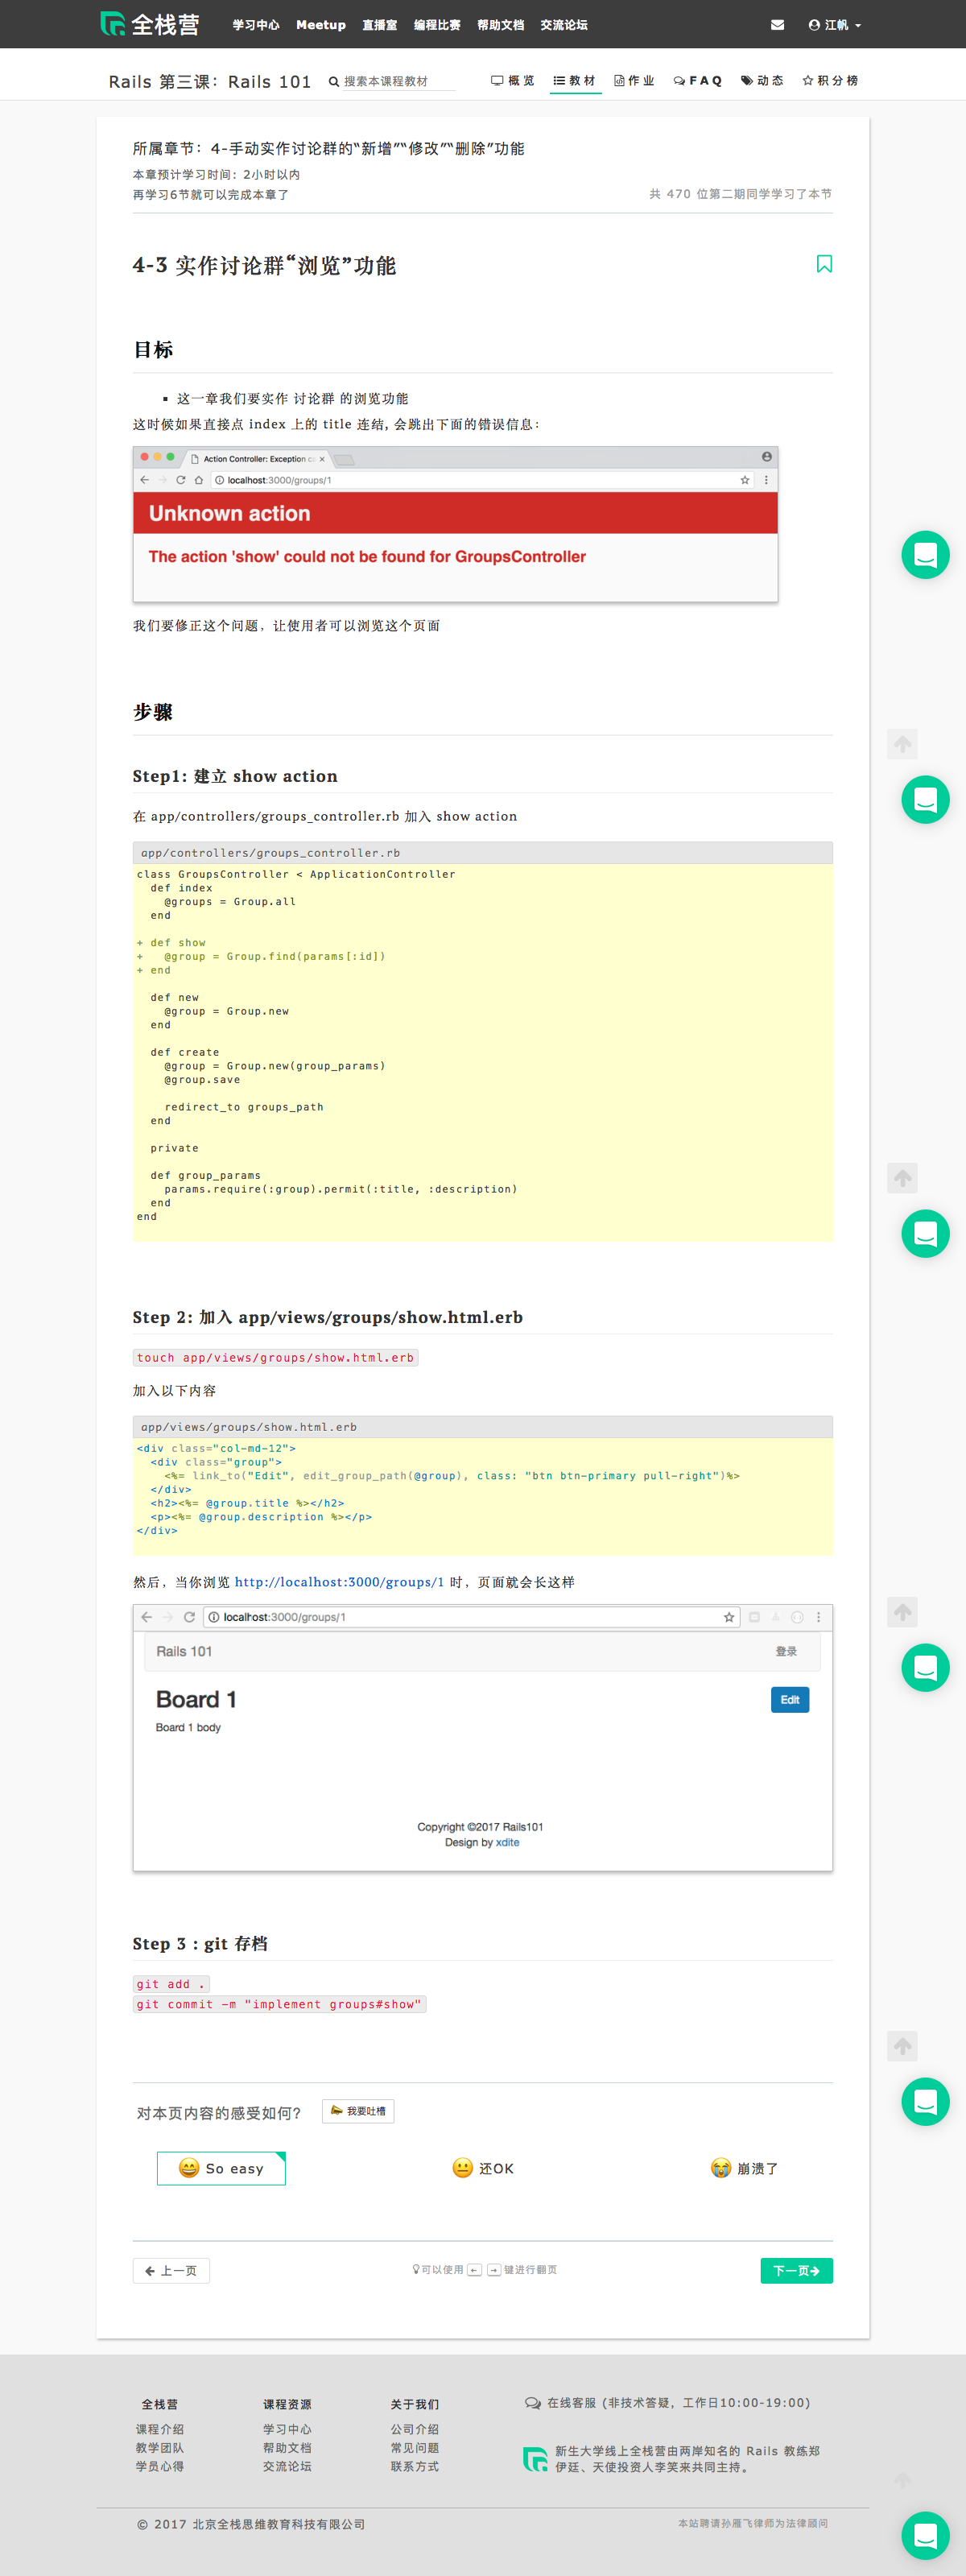 全栈营 学习中心 Meetup 直播室 编程比赛 帮助文档 交流论坛 江帆
Rails 第三课：Rails 101 搜索本课程教材 概览 教材 作业 FAQ 动态 积分榜
所属章节：4-手动实作讨论群的“新增”“修改”“删除”功能
本章预计学习时间：2小时以内
再学习6节就可以完成本章了 共 470 位第二期同学学习了本节
4-3 实作讨论群“浏览”功能
目标
这一章我们要实作 讨论群 的浏览功能
这时候如果直接点 index 上的 title 连结, 会跳出下面的错误信息：
Action Controller: Exception ca
localhost:3000/groups/1
Unknown action
The action 'show' could not be found for GroupsController
我们要修正这个问题，让使用者可以浏览这个页面
步骤
Step1: 建立 show action
在 app/controllers/groups_controller.rb 加入 show action
app/controllers/groups_controller.rb
class GroupsController < ApplicationController
  def index
    @groups = Group.all
  end
+ def show
+   @group = Group.find(params[:id])
+ end
  def new
    @group = Group.new
  end
  def create
    @group = Group.new(group_params)
    @group.save
    redirect_to groups_path
  end
  private
  def group_params
    params.require(:group).permit(:title, :description)
  end
end
Step 2: 加入 app/views/groups/show.html.erb
touch app/views/groups/show.html.erb
加入以下内容
app/views/groups/show.html.erb
<div class="col-md-12">
  <div class="group">
    <%= link_to("Edit", edit_group_path(@group), class: "btn btn-primary pull-right")%>
  </div>
  <h2><%= @group.title %></h2>
  <p><%= @group.description %></p>
</div>
然后，当你浏览 http://localhost:3000/groups/1 时，页面就会长这样
localhost:3000/groups/1
Rails 101 登录
Board 1 Edit
Board 1 body
Copyright ©2017 Rails101
Design by xdite
Step 3 : git 存档
git add .
git commit -m "implement groups#show"
对本页内容的感受如何? 我要吐槽
So easy 还OK 崩溃了
上一页 可以使用 ← → 键进行翻页 下一页
全栈营 课程资源 关于我们 在线客服 (非技术答疑，工作日10:00-19:00)
课程介绍 学习中心 公司介绍
教学团队 帮助文档 常见问题 新生大学线上全栈营由两岸知名的 Rails 教练郑
学员心得 交流论坛 联系方式 伊廷、天使投资人李笑来共同主持。
© 2017 北京全栈思维教育科技有限公司 本站聘请孙雁飞律师为法律顾问